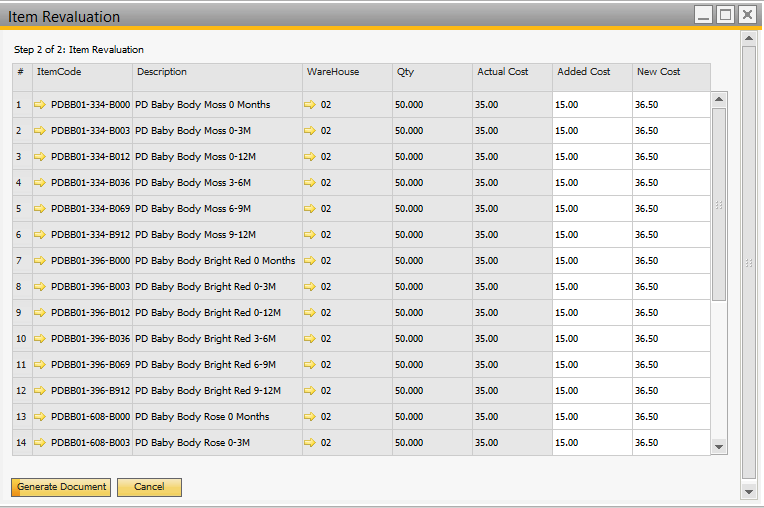 Item Revaluation
Step 2 of 2: Item Revaluation
# ItemCode Description WareHouse Qty Actual Cost Added Cost New Cost
1 PDBB01-334-B000 PD Baby Body Moss 0 Months 02 50.000 35.00 15.00 36.50
2 PDBB01-334-B003 PD Baby Body Moss 0-3M 02 50.000 35.00 15.00 36.50
3 PDBB01-334-B012 PD Baby Body Moss 0-12M 02 50.000 35.00 15.00 36.50
4 PDBB01-334-B036 PD Baby Body Moss 3-6M 02 50.000 35.00 15.00 36.50
5 PDBB01-334-B069 PD Baby Body Moss 6-9M 02 50.000 35.00 15.00 36.50
6 PDBB01-334-B912 PD Baby Body Moss 9-12M 02 50.000 35.00 15.00 36.50
7 PDBB01-396-B000 PD Baby Body Bright Red 0 Months 02 50.000 35.00 15.00 36.50
8 PDBB01-396-B003 PD Baby Body Bright Red 0-3M 02 50.000 35.00 15.00 36.50
9 PDBB01-396-B012 PD Baby Body Bright Red 0-12M 02 50.000 35.00 15.00 36.50
10 PDBB01-396-B036 PD Baby Body Bright Red 3-6M 02 50.000 35.00 15.00 36.50
11 PDBB01-396-B069 PD Baby Body Bright Red 6-9M 02 50.000 35.00 15.00 36.50
12 PDBB01-396-B912 PD Baby Body Bright Red 9-12M 02 50.000 35.00 15.00 36.50
13 PDBB01-608-B000 PD Baby Body Rose 0 Months 02 50.000 35.00 15.00 36.50
14 PDBB01-608-B003 PD Baby Body Rose 0-3M 02 50.000 35.00 15.00 36.50
Generate Document Cancel